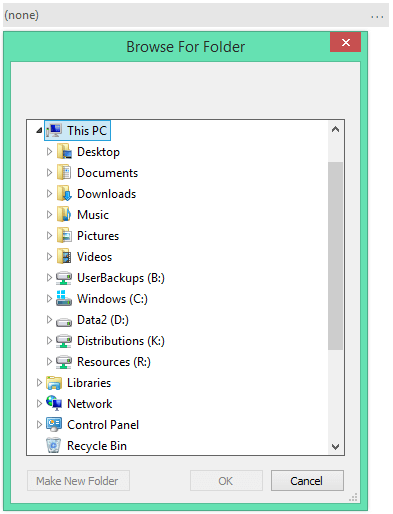 (none) ...
Browse For Folder
This PC
Desktop
Documents
Downloads
Music
Pictures
Videos
UserBackups (B:)
Windows (C:)
Data2 (D:)
Distributions (K:)
Resources (R:)
Libraries
Network
Control Panel
Recycle Bin
Make New Folder OK Cancel